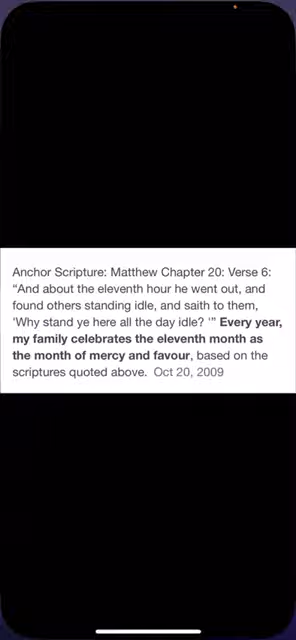 Anchor Scripture: Matthew Chapter 20: Verse 6:
“And about the eleventh hour he went out, and
found others standing idle, and saith to them,
'Why stand ye here all the day idle? '” Every year,
my family celebrates the eleventh month as
the month of mercy and favour, based on the
scriptures quoted above. Oct 20, 2009